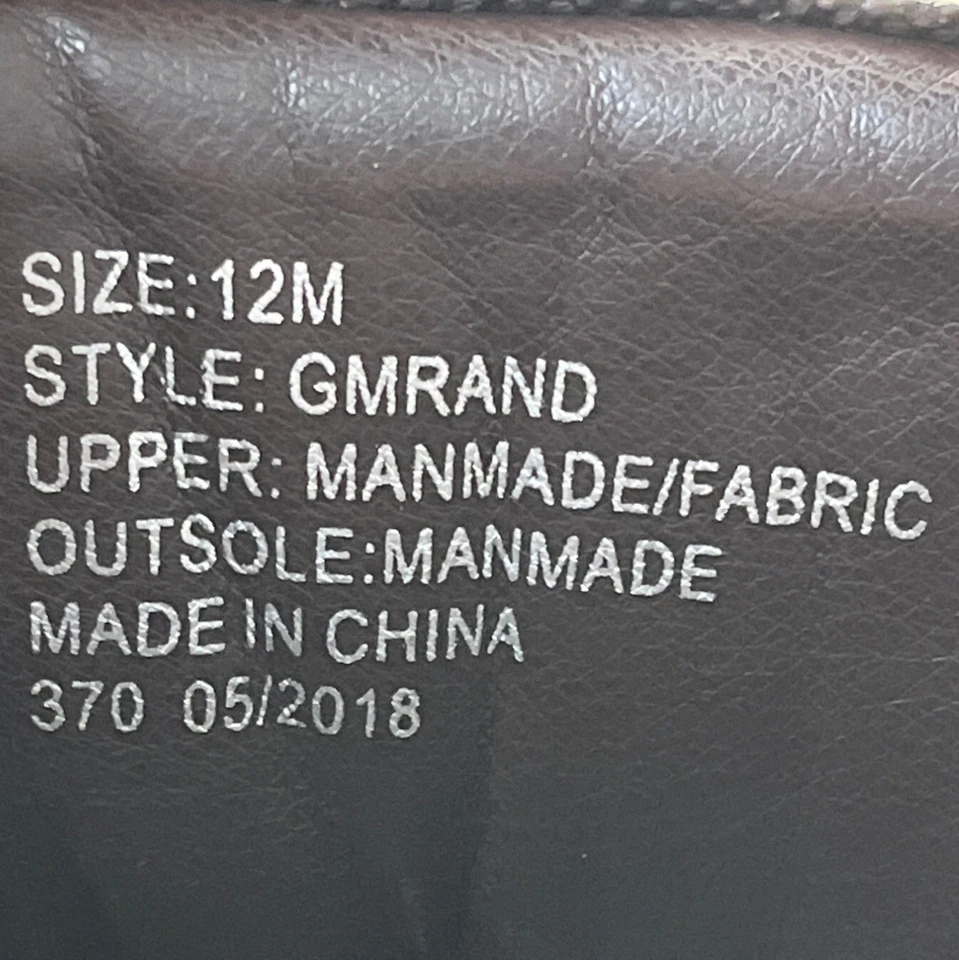 SIZE:12M
STYLE: GMRAND
UPPER: MANMADE/FABRIC
OUTSOLE:MANMADE
MADE IN CHINA
370 05/2018